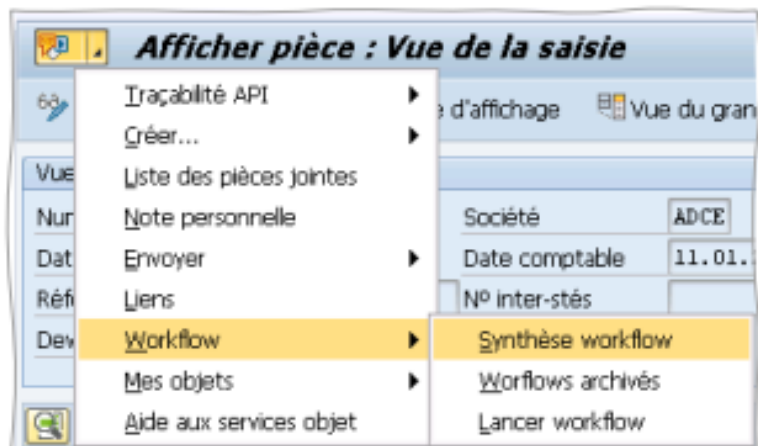 Afficher pièce : Vue de la saisie
Traçabilité API
d'affichage Vue du gran
Créer...
Vue
Liste des pièces jointes
Nur
Note personnelle
Société ADCE
Dat
Envoyer
Date comptable 11.01.
Réf
Liens
Nº inter-stés
Dev
Workflow
Synthèse workflow
Mes objets
Worflows archivés
Aide aux services objet
Lancer workflow